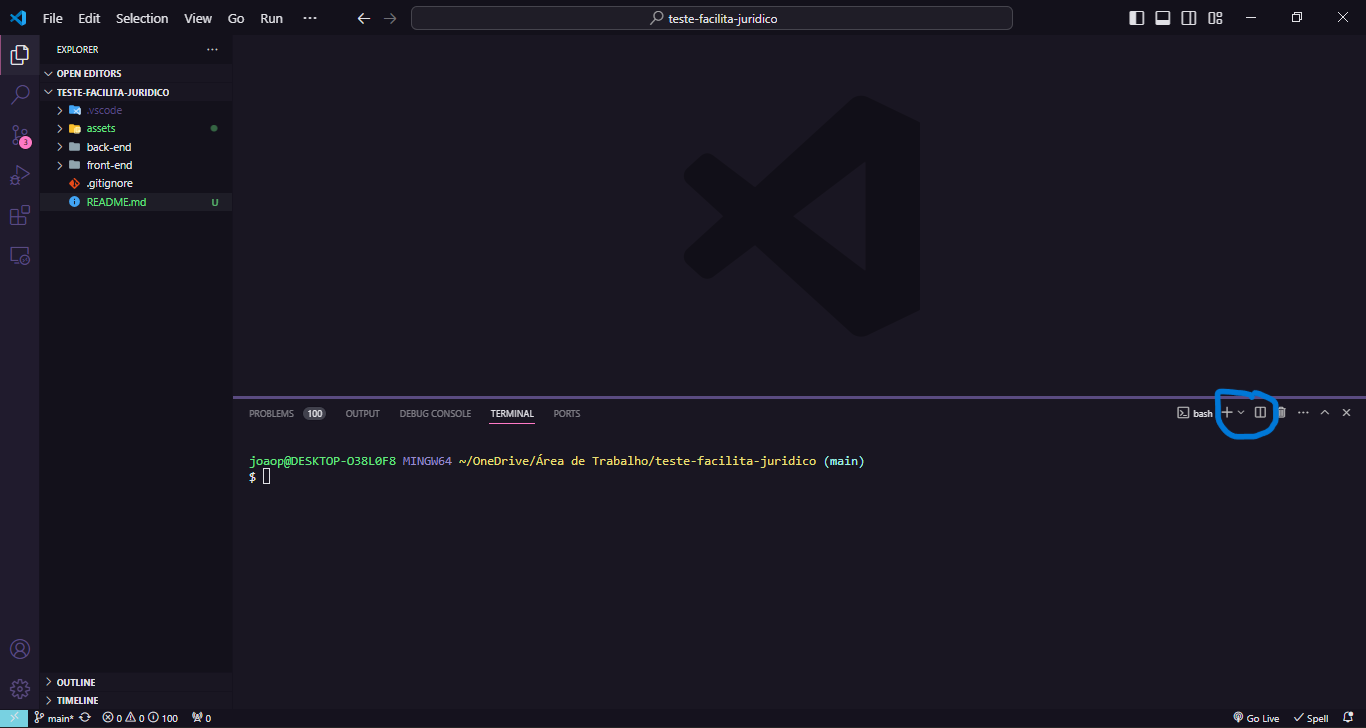 File Edit Selection View Go Run ··· teste-facilita-juridico
EXPLORER
OPEN EDITORS
TESTE-FACILITA-JURIDICO
.vscode
assets
back-end
front-end
.gitignore
README.md U
3
PROBLEMS 100 OUTPUT DEBUG CONSOLE TERMINAL PORTS bash
joaop@DESKTOP-O38L0F8 MINGW64 ~/OneDrive/Área de Trabalho/teste-facilita-juridico (main)
$
OUTLINE
TIMELINE
main* 0 0 100 0 Go Live Spell